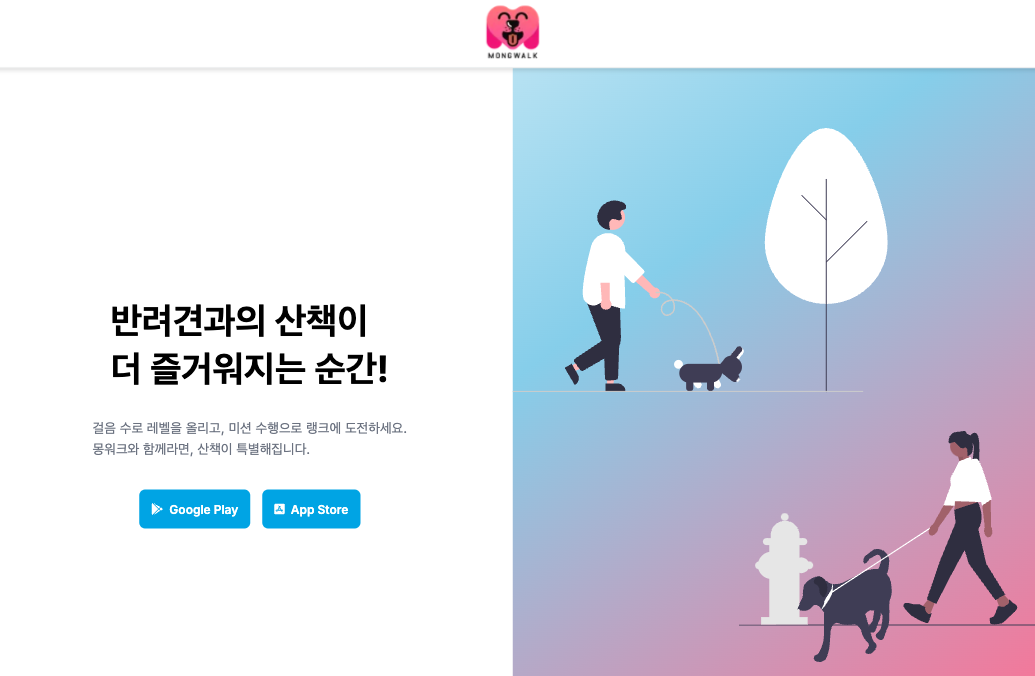 MONGWALK
반려견과의 산책이
더 즐거워지는 순간!
걸음 수로 레벨을 올리고, 미션 수행으로 랭크에 도전하세요.
몽워크와 함께라면, 산책이 특별해집니다.
Google Play
App Store